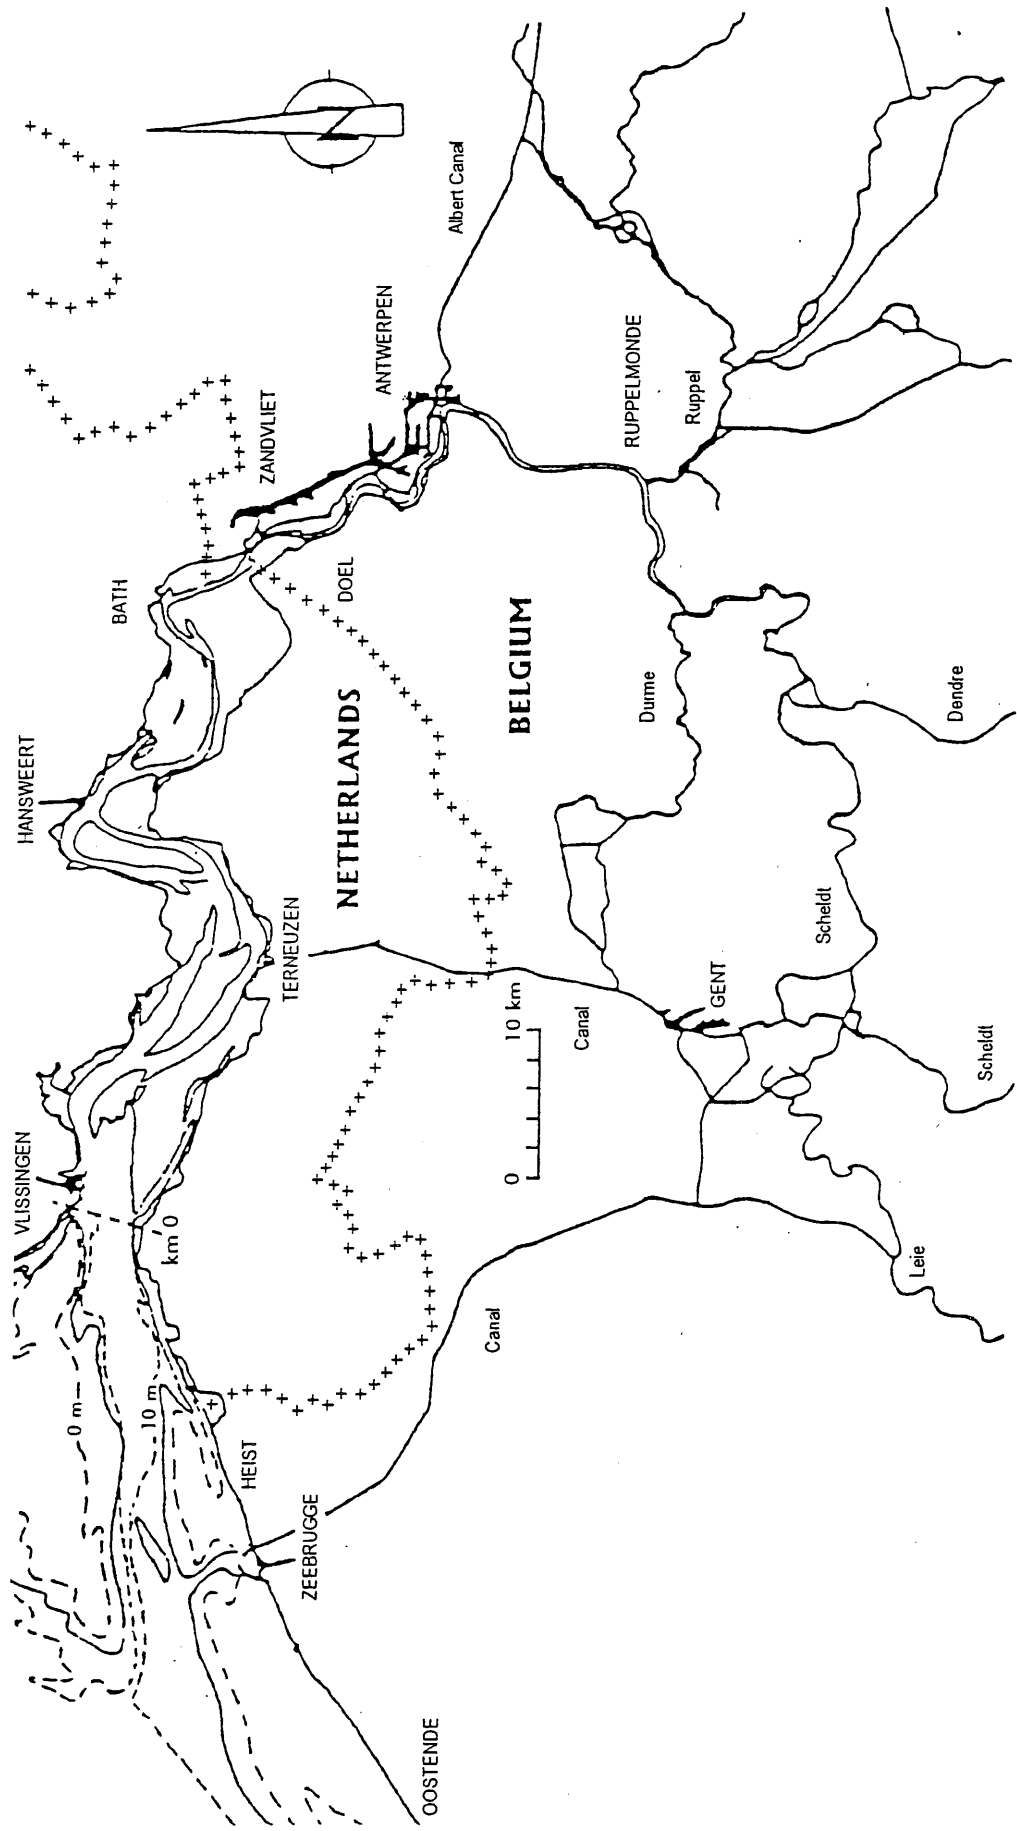 VLISSINGEN
HANSWEERT
BATH
ZANDVLIET
ANTWERPEN
Albert Canal
N
0 m
10 m
km 0
HEIST
ZEEBRUGGE
OOSTENDE
TERNEUZEN
DOEL
NETHERLANDS
BELGIUM
0 10 km
Canal
Canal
GENT
Durme
RUPPELMONDE
Ruppel
Leie
Scheldt
Scheldt
Dendre